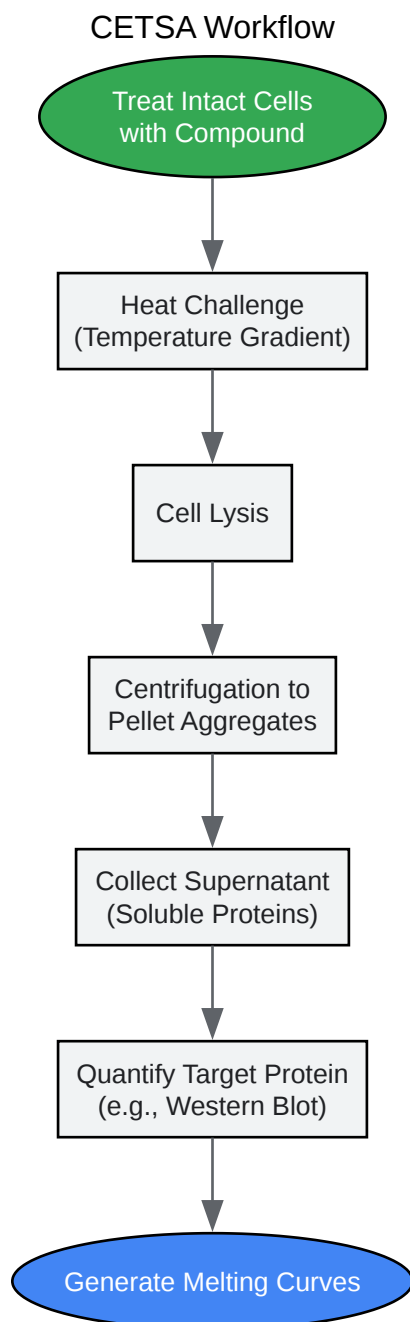 CETSA Workflow
Treat Intact Cells
with Compound
Heat Challenge
(Temperature Gradient)
Cell Lysis
Centrifugation to
Pellet Aggregates
Collect Supernatant
(Soluble Proteins)
Quantify Target Protein
(e.g., Western Blot)
Generate Melting Curves